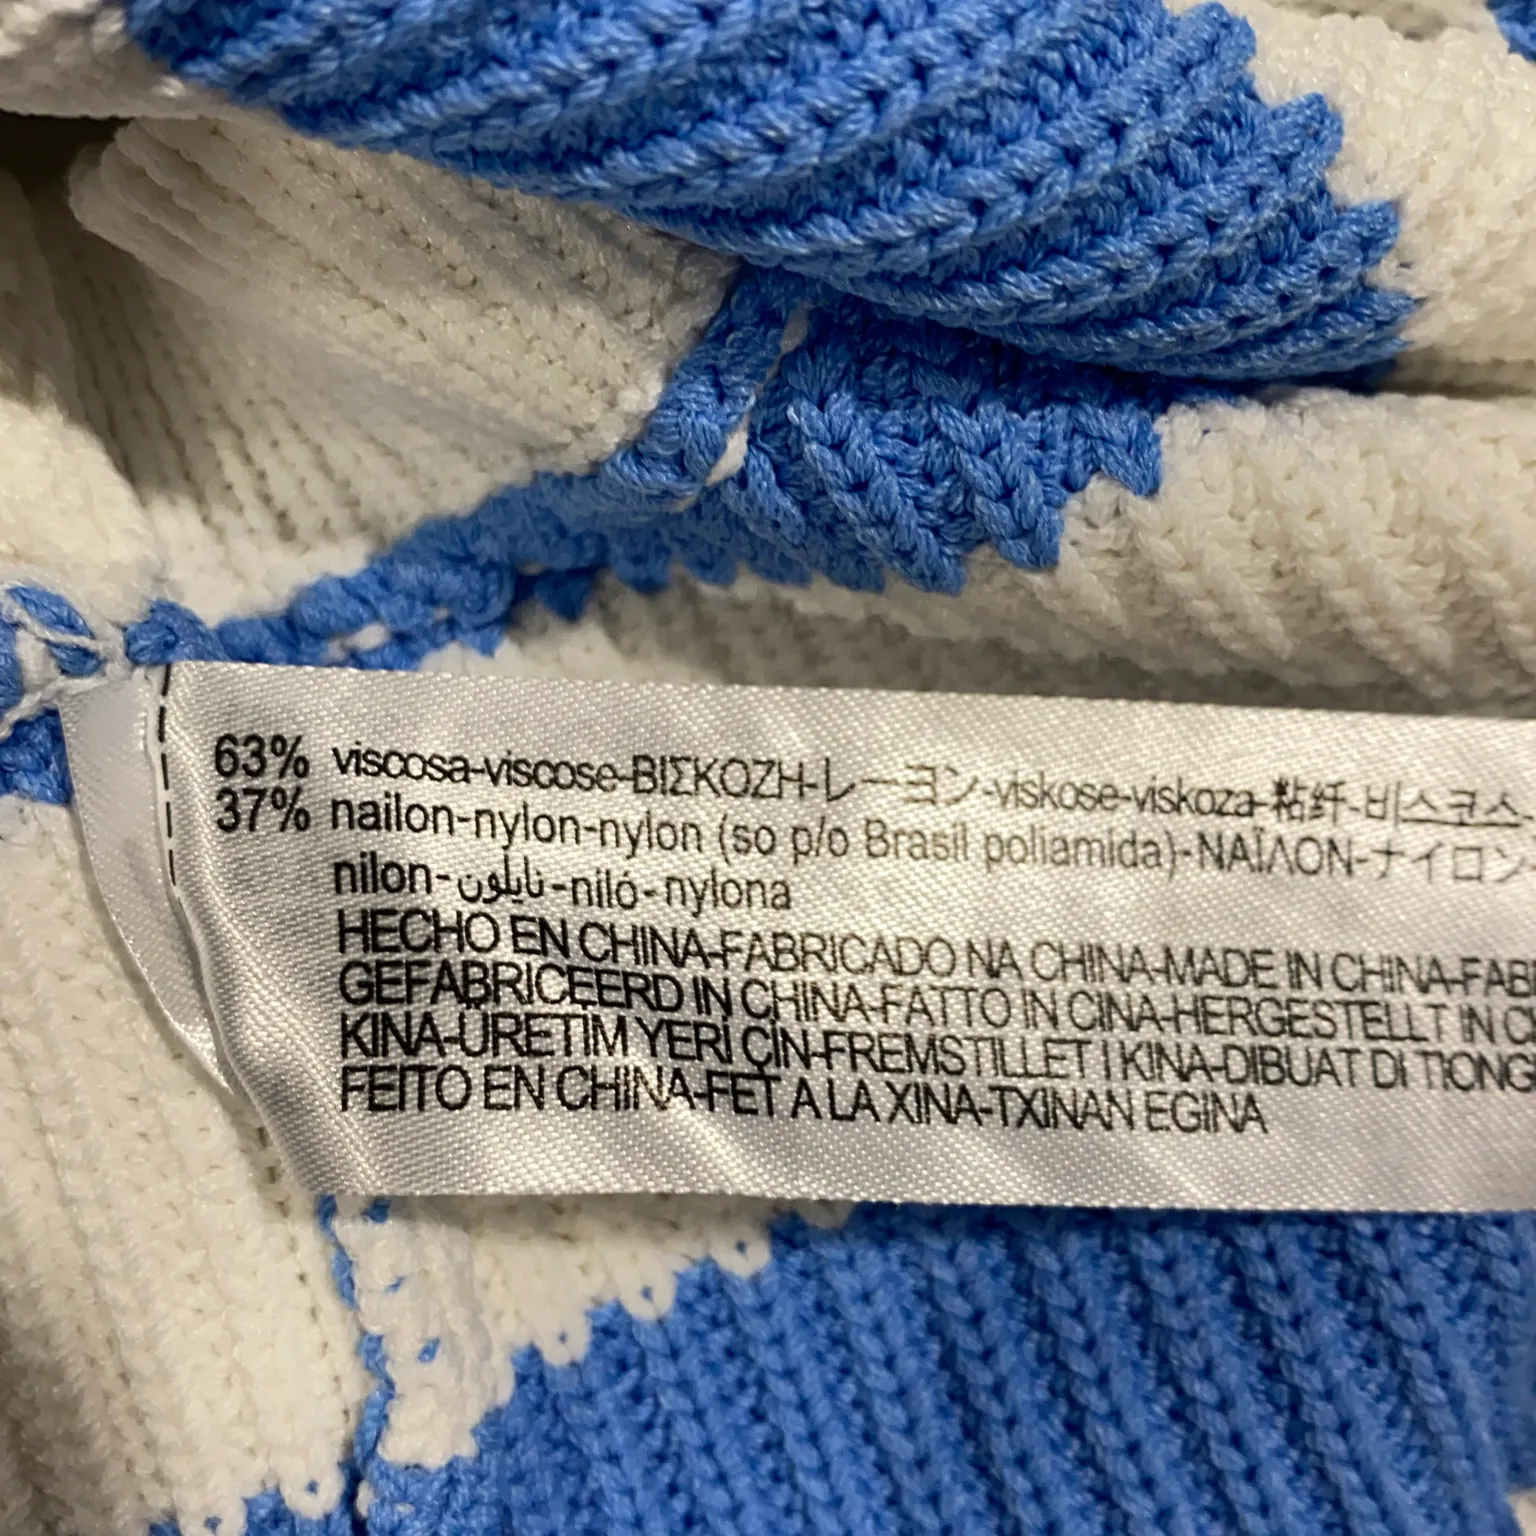 63% viscosa-viscose-ΒΙΣΚΟΖΗ-レーヨン-viskose-viskoza-粘纤-비스코스-
37% nailon-nylon-nylon (so p/o Brasil poliamida)-ΝΑΪΛΟΝ-ナイロン-
nilon-نايلون-niló-nylona
HECHO EN CHINA-FABRICADO NA CHINA-MADE IN CHINA-
GEFABRICEERD IN CHINA-FATTO IN CINA-HERGESTELLT IN
KINA-ÜRETİM YERİ ÇİN-FREMSTILLET I KINA-DIBUAT DI
FEITO EN CHINA-FET A LA XINA-TXINAN EGINA